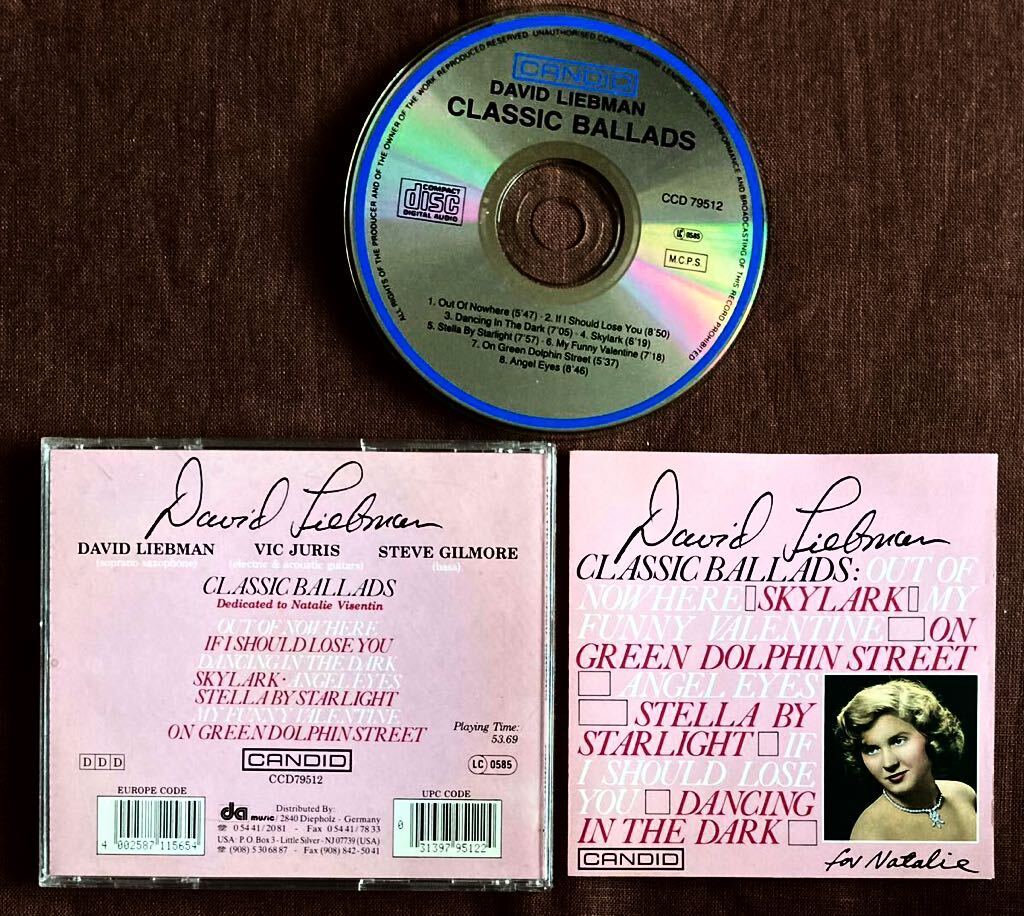 ALL RIGHTS OF THE PRODUCER AND OF THE OWNER OF THE WORK REPRODUCED RESERVED. UNAUTHORISED COPYING, HIRING, LENDING, PUBLIC PERFORMANCE AND BROADCASTING OF THIS RECORD PROHIBITED
CANDID
DAVID LIEBMAN
CLASSIC BALLADS
COMPACT
disc
DIGITAL AUDIO
CCD 79512
LC 0585
M.C.P.S.
1. Out Of Nowhere (5'47) · 2. If I Should Lose You (8'50)
3. Dancing In The Dark (7'05) · 4. Skylark (6'19)
5. Stella By Starlight (7'57) · 6. My Funny Valentine (7'18)
7. On Green Dolphin Street (5'37)
8. Angel Eyes (8'46)
David Liebman
DAVID LIEBMAN VIC JURIS STEVE GILMORE
(soprano saxophone) (electric & acoustic guitars) (bass)
CLASSIC BALLADS
Dedicated to Natalie Visentin
OUT OF NOWHERE
IF I SHOULD LOSE YOU
DANCING IN THE DARK
SKYLARK · ANGEL EYES
STELLA BY STARLIGHT
MY FUNNY VALENTINE
ON GREEN DOLPHIN STREET
Playing Time:
53.69
DDD
CANDID
CCD79512
LC 0585
EUROPE CODE
4 002587 115654
da music
Distributed By:
/ 2840 Diepholz - Germany
☎ 05441/2081 - Fax 05441/7833
USA · P.O. Box 3 - Little Silver - NJ 07739 (USA)
☎ (908) 5306887 - Fax (908) 842-5041
UPC CODE
0 31397 95122
David Liebman
CLASSIC BALLADS: OUT OF
NOWHERE SKYLARK MY
FUNNY VALENTINE ON
GREEN DOLPHIN STREET
ANGEL EYES
STELLA BY
STARLIGHT IF
I SHOULD LOSE
YOU DANCING
IN THE DARK
CANDID
for Natalie